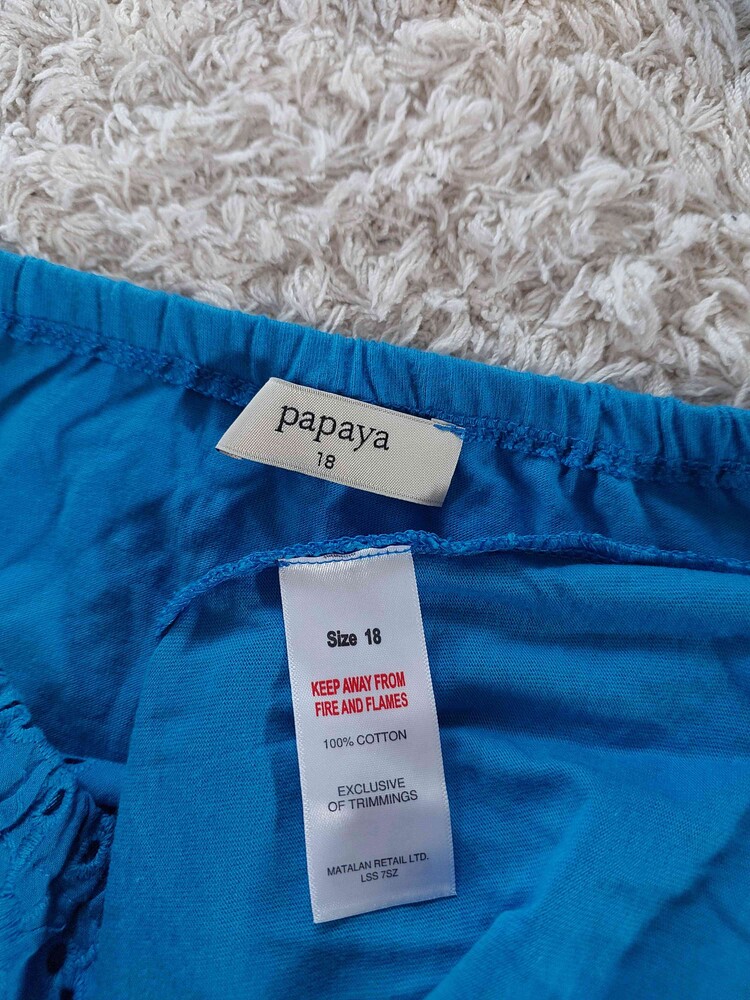 papaya
18
Size 18
KEEP AWAY FROM
FIRE AND FLAMES
100% COTTON
EXCLUSIVE
OF TRIMMINGS
MATALAN RETAIL LTD.
LSS 7SZ